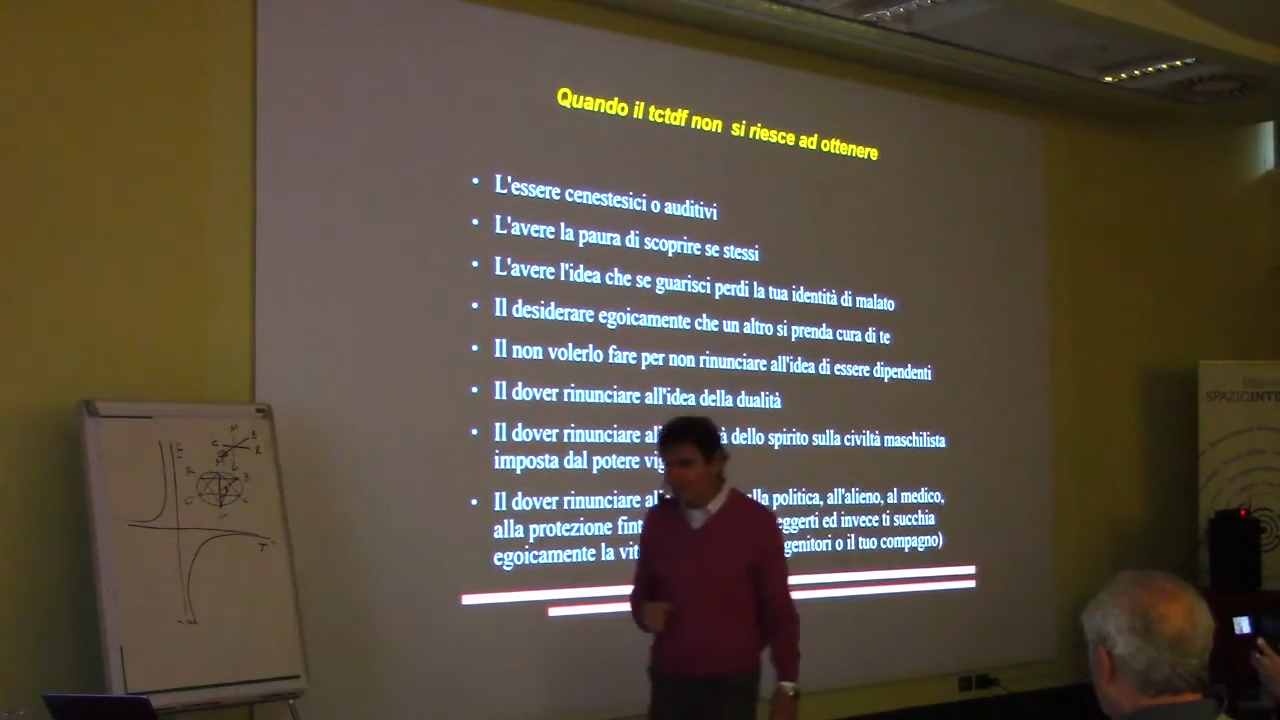 Quando il tctdf non si riesce ad ottenere
• L'essere cenestesici o auditivi
• L'avere la paura di scoprire se stessi
• L'avere l'idea che se guarisci perdi la tua identità di malato
• Il desiderare egoicamente che un altro si prenda cura di te
• Il non volerlo fare per non rinunciare all'idea di essere dipendenti
• Il dover rinunciare all'idea della dualità
• Il dover rinunciare dello spirito sulla civiltà maschilista
imposta dal potere
• Il dover rinunciare politica, all'alieno, al medico,
alla protezione ed invece ti succhia
egoicamente la genitori o il tuo compagno)
SPAZIO